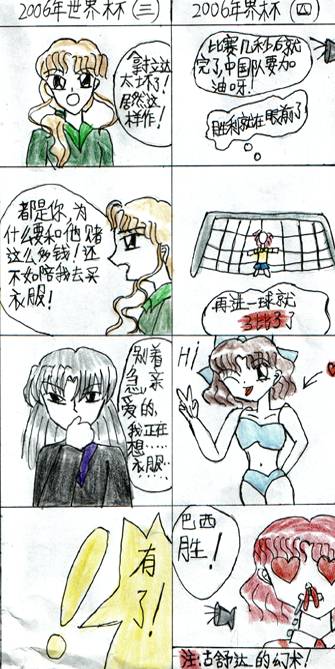 2006年世界杯(三)
拿拉达
太坏了!
居然这
样作!
都是你,为
什么要和他赌
这么多钱!还
不如陪我去买
衣服!
别着
急亲
爱的,
我正在
想
衣服……
有
了!
2006年界杯(四)
比赛几秒后就
完了,中国队要加
油呀!
胜利就在眼前了
再进一球就
3比3了
Hi
巴西
胜!
注:古舒达的幻术!